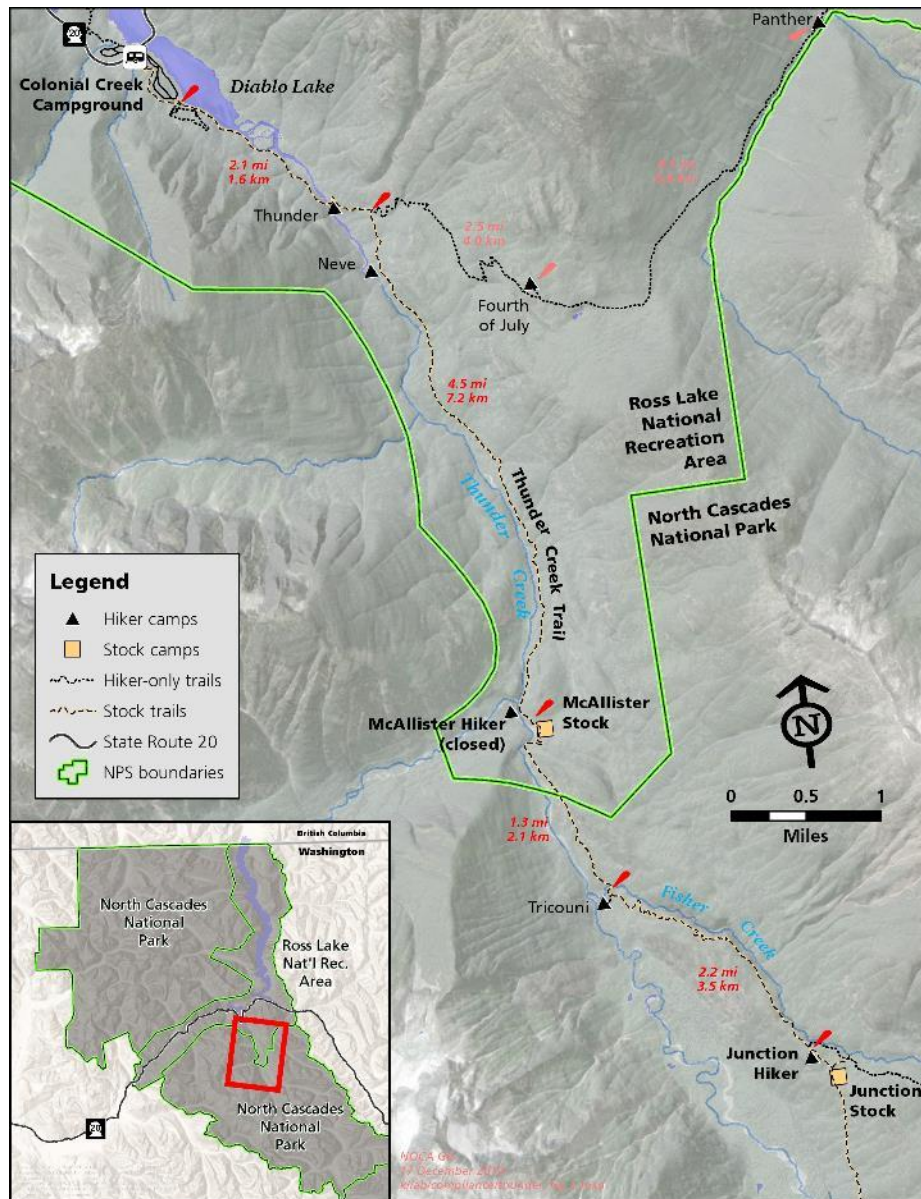 Panther
20
Colonial Creek
Campground
Diablo Lake
2.1 mi
1.6 km
Thunder
2.5 mi
4.0 km
Neve
Fourth
of July
4.5 mi
7.2 km
Ross Lake
National
Recreation
Area
North Cascades
National Park
Thunder
Creek
Thunder Creek Trail
Legend
Hiker camps
Stock camps
Hiker-only trails
Stock trails
State Route 20
NPS boundaries
McAllister
Stock
McAllister Hiker
(closed)
N
0 0.5 1
Miles
1.3 mi
2.1 km
Tricouni
Fisher
Creek
2.2 mi
3.5 km
Junction
Hiker
Junction
Stock
British Columbia
Washington
North Cascades
National
Park
Ross Lake
Nat'l Rec.
Area
North Cascades
National
Park
20